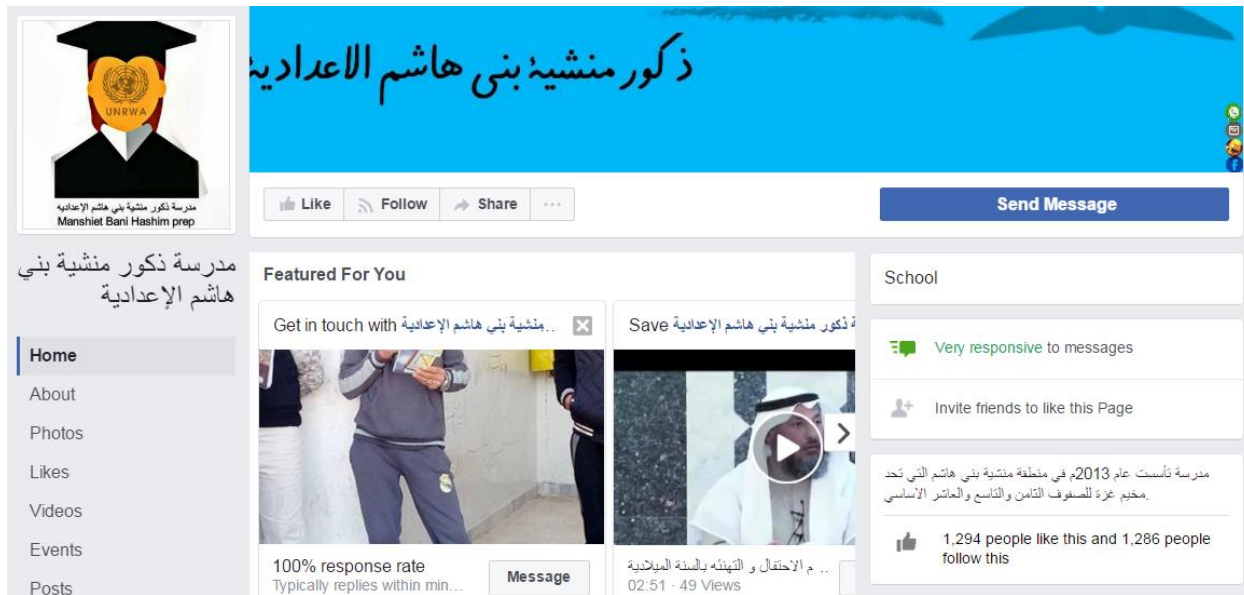 ذكور منشية بني هاشم الاعدادية
UNRWA
مدرسة ذكور منشية بني هاشم الإعداديه
Manshiet Bani Hashim prep
Like
Follow
Share
Send Message
مدرسة ذكور منشية بني
هاشم الإعدادية
Home
About
Photos
Likes
Videos
Events
Posts
Featured For You
Get in touch with منشية بني هاشم الإعدادية..
100% response rate
Typically replies within min...
Message
Save ة ذكور منشية بني هاشم الإعدادية
.. م الاحتفال و التهنئه بالسنة الميلادية
02:51 · 49 Views
School
Very responsive to messages
Invite friends to like this Page
مدرسة تأسست عام 2013م في منطقة منشية بني هاشم التي تحد
مخيم غزة للصفوف الثامن والتاسع والعاشر الاساسي.
1,294 people like this and 1,286 people
follow this